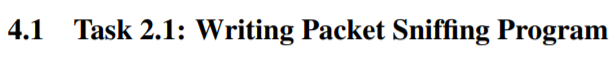 4.1 Task 2.1: Writing Packet Sniffing Program